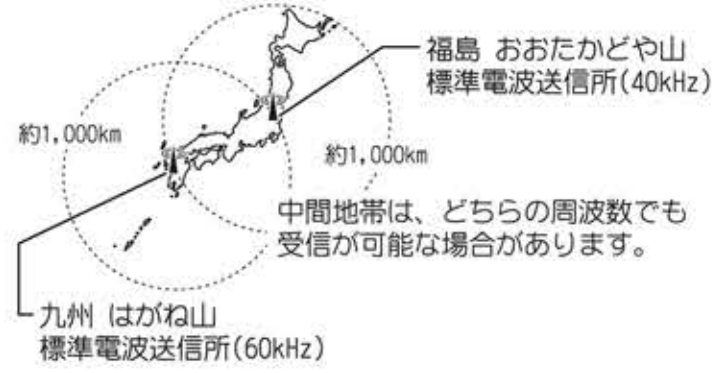 福島 おおたかどや山
標準電波送信所(40kHz)
約1,000km
約1,000km
中間地帯は、どちらの周波数でも
受信が可能な場合があります。
九州 はがね山
標準電波送信所(60kHz)